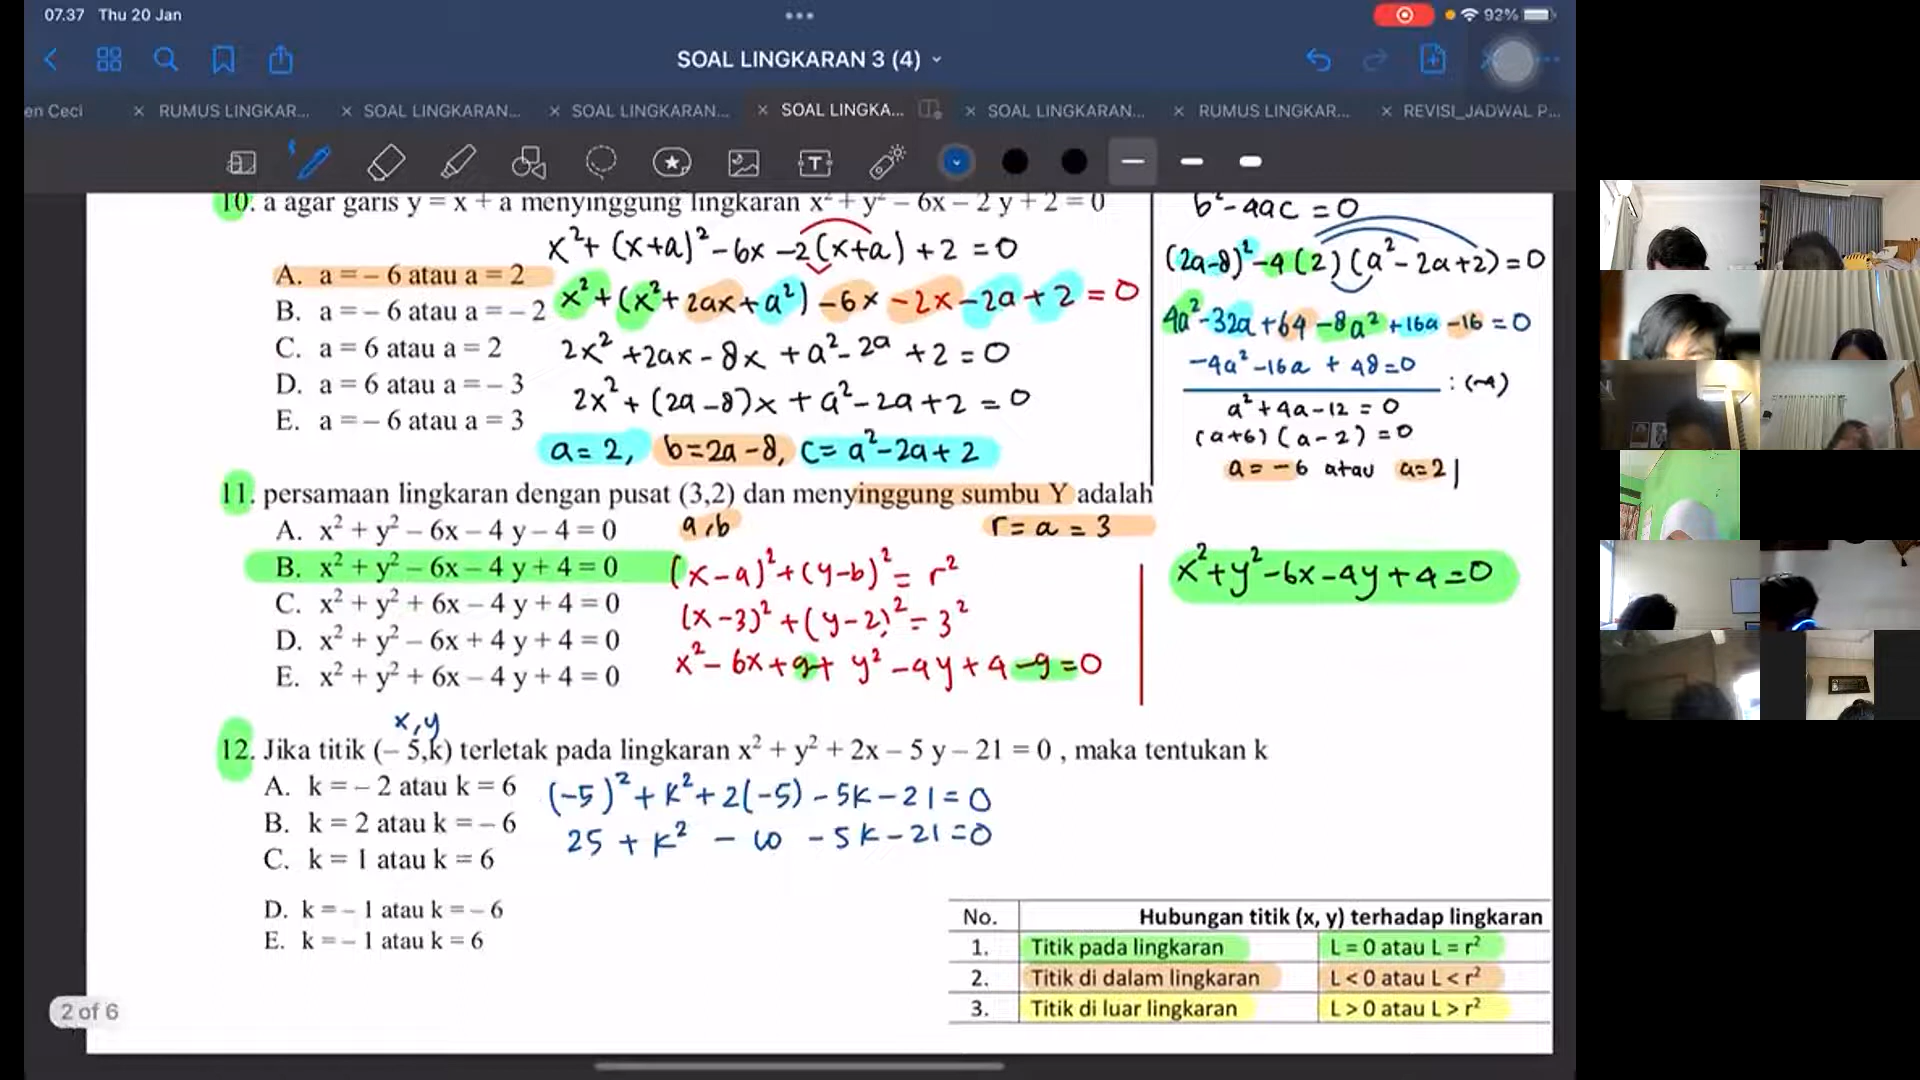 07.37 Thu 20 Jan
92%
SOAL LINGKARAN 3 (4)
en Ceci
× RUMUS LINGKAR...
× SOAL LINGKARAN...
× SOAL LINGKARAN...
× SOAL LINGKA...
× SOAL LINGKARAN...
× RUMUS LINGKAR...
× REVISI_JADWAL P...
10. a agar garis y = x + a menyinggung lingkaran x² + y² – 6x – 2 y + 2 = 0
x² + (x+a)² – 6x – 2(x+a) + 2 = 0
A. a = – 6 atau a = 2
x² + (x² + 2ax + a²) – 6x – 2x – 2a + 2 = 0
B. a = – 6 atau a = – 2
C. a = 6 atau a = 2
2x² + 2ax – 8x + a² – 2a + 2 = 0
D. a = 6 atau a = – 3
2x² + (2a – 8)x + a² – 2a + 2 = 0
E. a = – 6 atau a = 3
a = 2, b = 2a – 8, c = a² – 2a + 2
b² – 4ac = 0
(2a–8)² – 4(2)(a² – 2a + 2) = 0
4a² – 32a + 64 – 8a² + 16a – 16 = 0
–4a² – 16a + 48 = 0
: (–4)
a² + 4a – 12 = 0
(a+6)(a–2) = 0
a = –6 atau a = 2
11. persamaan lingkaran dengan pusat (3,2) dan menyinggung sumbu Y adalah
a,b
r = a = 3
A. x² + y² – 6x – 4 y – 4 = 0
B. x² + y² – 6x – 4 y + 4 = 0
(x–a)² + (y–b)² = r²
C. x² + y² + 6x – 4 y + 4 = 0
(x–3)² + (y–2)² = 3²
D. x² + y² – 6x + 4 y + 4 = 0
x² – 6x + 9 + y² – 4y + 4 – 9 = 0
E. x² + y² + 6x – 4 y + 4 = 0
x² + y² – 6x – 4y + 4 = 0
x, y
12. Jika titik (– 5,k) terletak pada lingkaran x² + y² + 2x – 5 y – 21 = 0 , maka tentukan k
A. k = – 2 atau k = 6
(–5)² + k² + 2(–5) – 5k – 21 = 0
B. k = 2 atau k = – 6
25 + k² – 10 – 5k – 21 = 0
C. k = 1 atau k = 6
D. k = – 1 atau k = – 6
E. k = – 1 atau k = 6
No. Hubungan titik (x, y) terhadap lingkaran
1. Titik pada lingkaran L = 0 atau L = r²
2. Titik di dalam lingkaran L < 0 atau L < r²
3. Titik di luar lingkaran L > 0 atau L > r²
2 of 6